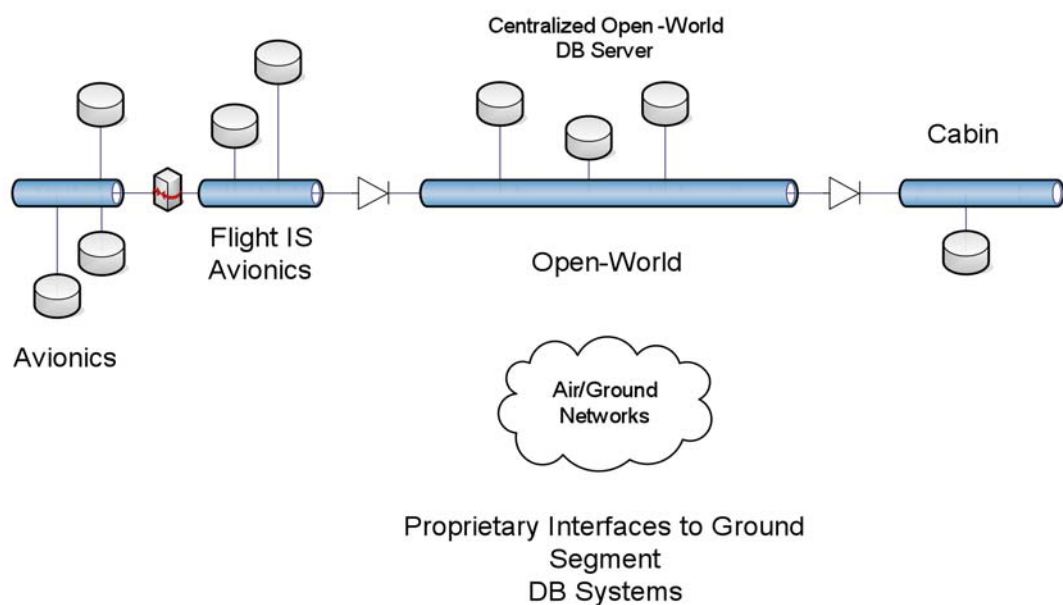 Centralized Open -World
DB Server
Cabin
Flight IS
Avionics
Open-World
Avionics
Air/Ground
Networks
Proprietary Interfaces to Ground
Segment
DB Systems